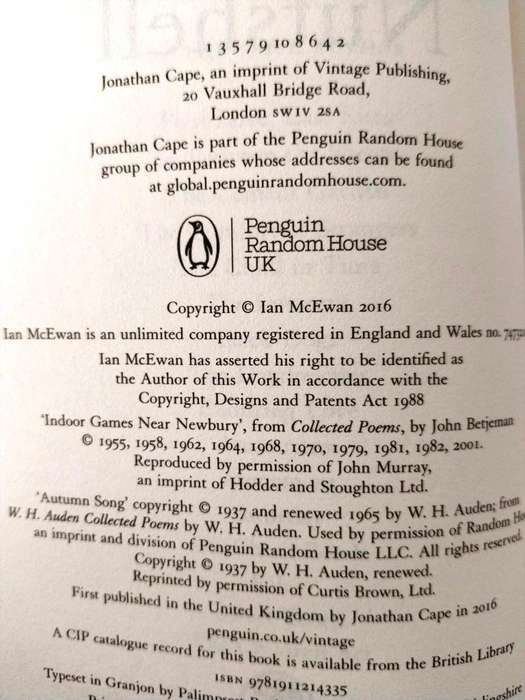 Nutshell
1 3 5 7 9 10 8 6 4 2
Jonathan Cape, an imprint of Vintage Publishing,
20 Vauxhall Bridge Road,
London SW1V 2SA
Jonathan Cape is part of the Penguin Random House
group of companies whose addresses can be found
at global.penguinrandomhouse.com.
Penguin
Random House
UK
Copyright © Ian McEwan 2016
Ian McEwan is an unlimited company registered in England and Wales no.
Ian McEwan has asserted his right to be identified as
the Author of this Work in accordance with the
Copyright, Designs and Patents Act 1988
'Indoor Games Near Newbury', from Collected Poems, by John Betjeman
© 1955, 1958, 1962, 1964, 1968, 1970, 1979, 1981, 1982, 2001.
Reproduced by permission of John Murray,
an imprint of Hodder and Stoughton Ltd.
'Autumn Song' copyright © 1937 and renewed 1965 by W. H. Auden; from
W. H. Auden Collected Poems by W. H. Auden. Used by permission of Random
an imprint and division of Penguin Random House LLC. All rights reserved.
Copyright © 1937 by W. H. Auden, renewed.
Reprinted by permission of Curtis Brown, Ltd.
First published in the United Kingdom by Jonathan Cape in 2016
penguin.co.uk/vintage
A CIP catalogue record for this book is available from the British Library
ISBN 9781911214335
Typeset in Granjon by